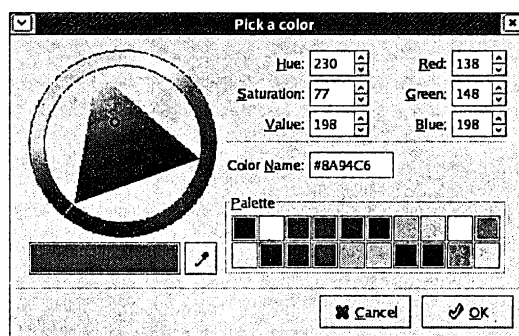 Pick a color
Hue: 230 Red: 138
Saturation: 77 Green: 148
Value: 198 Blue: 198
Color Name: #8A94C6
Palette
Cancel OK